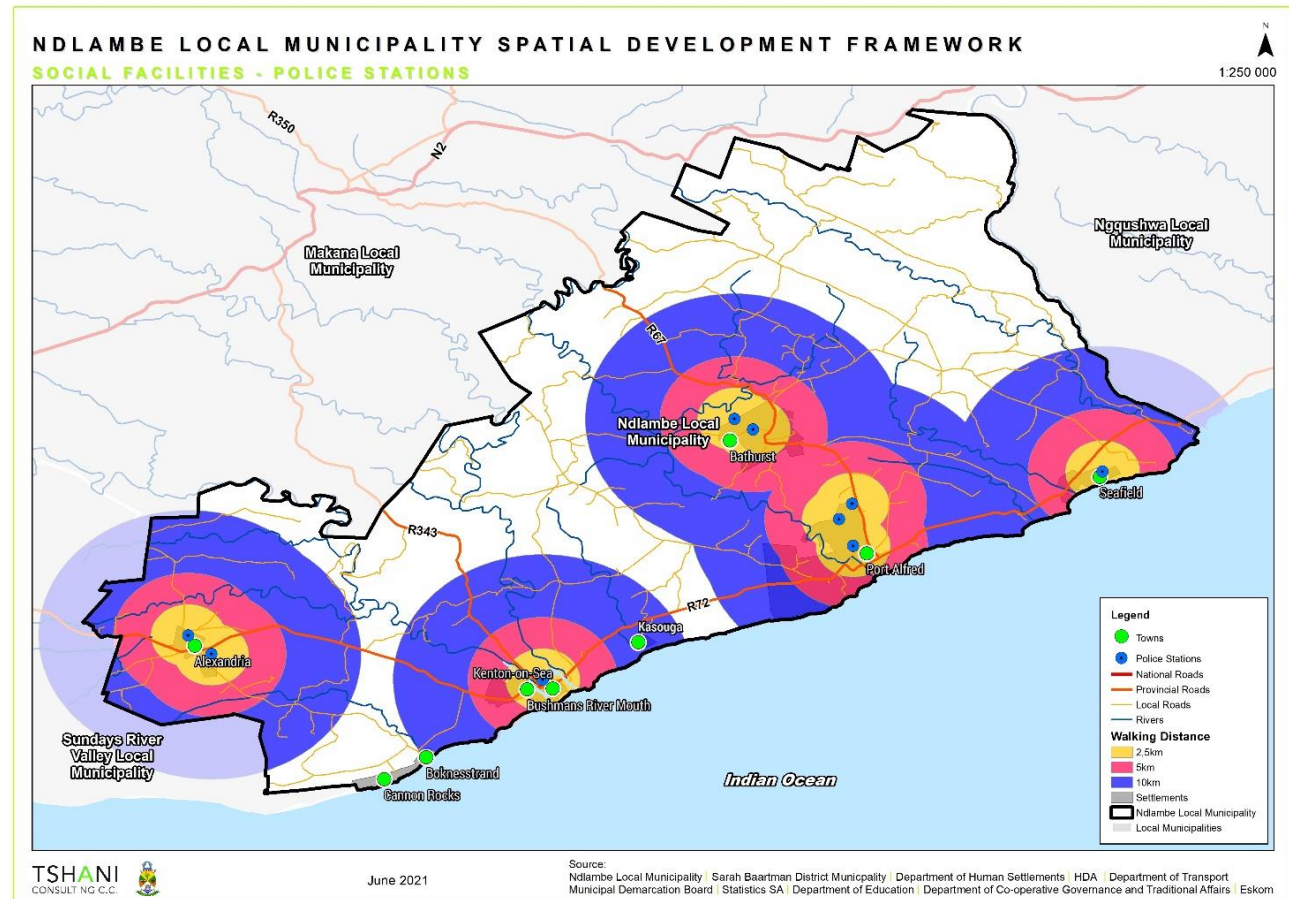 NDLAMBE LOCAL MUNICIPALITY SPATIAL DEVELOPMENT FRAMEWORK
SOCIAL FACILITIES - POLICE STATIONS
N
1:250 000
R350
N2
Makana Local
Municipality
Ngqushwa Local
Municipality
R67
Ndlambe Local
Municipality
Bathurst
Seafield
Port Alfred
R343
R72
Kasouga
Alexandria
Kenton-on-Sea
Bushmans River Mouth
Sundays River
Valley Local
Municipality
Boknesstrand
Cannon Rocks
Indian Ocean
Legend
Towns
Police Stations
National Roads
Provincial Roads
Local Roads
Rivers
Walking Distance
2,5km
5km
10km
Settlements
Ndlambe Local Municipality
Local Municipalities
TSHANI
CONSULT NG C.C.
June 2021
Source:
Ndlambe Local Municipality | Sarah Baartman District Municpality | Department of Human Settlements | HDA | Department of Transport
Municipal Demarcation Board | Statistics SA | Department of Education | Department of Co-operative Governance and Traditional Affairs | Eskom